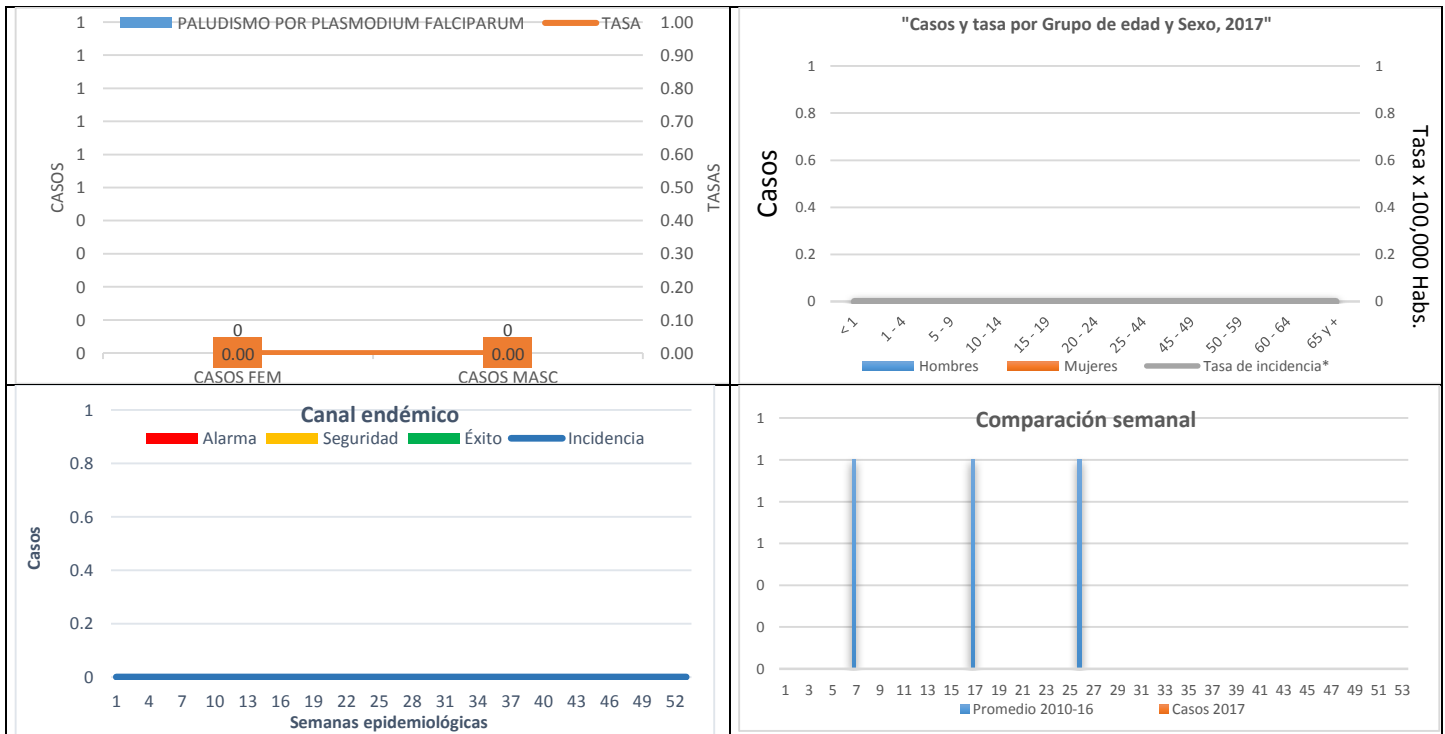 PALUDISMO POR PLASMODIUM FALCIPARUM TASA
1
1
1
1
1
1
0
0
0
0
0
CASOS
1.00
0.90
0.80
0.70
0.60
0.50
0.40
0.30
0.20
0.10
0.00
TASAS
0 0
0.00 0.00
CASOS FEM CASOS MASC
"Casos y tasa por Grupo de edad y Sexo, 2017"
1
0.8
0.6
0.4
0.2
0
Casos
1
0.8
0.6
0.4
0.2
0
Tasa x 100,000 Habs.
< 1 1 - 4 5 - 9 10 - 14 15 - 19 20 - 24 25 - 44 45 - 49 50 - 59 60 - 64 65 y +
Hombres Mujeres Tasa de incidencia*
Canal endémico
Alarma Seguridad Éxito Incidencia
1
0.8
0.6
0.4
0.2
0
Casos
1 4 7 10 13 16 19 22 25 28 31 34 37 40 43 46 49 52
Semanas epidemiológicas
Comparación semanal
1
1
1
1
0
0
0
1 3 5 7 9 11 13 15 17 19 21 23 25 27 29 31 33 35 37 39 41 43 45 47 49 51 53
Promedio 2010-16 Casos 2017